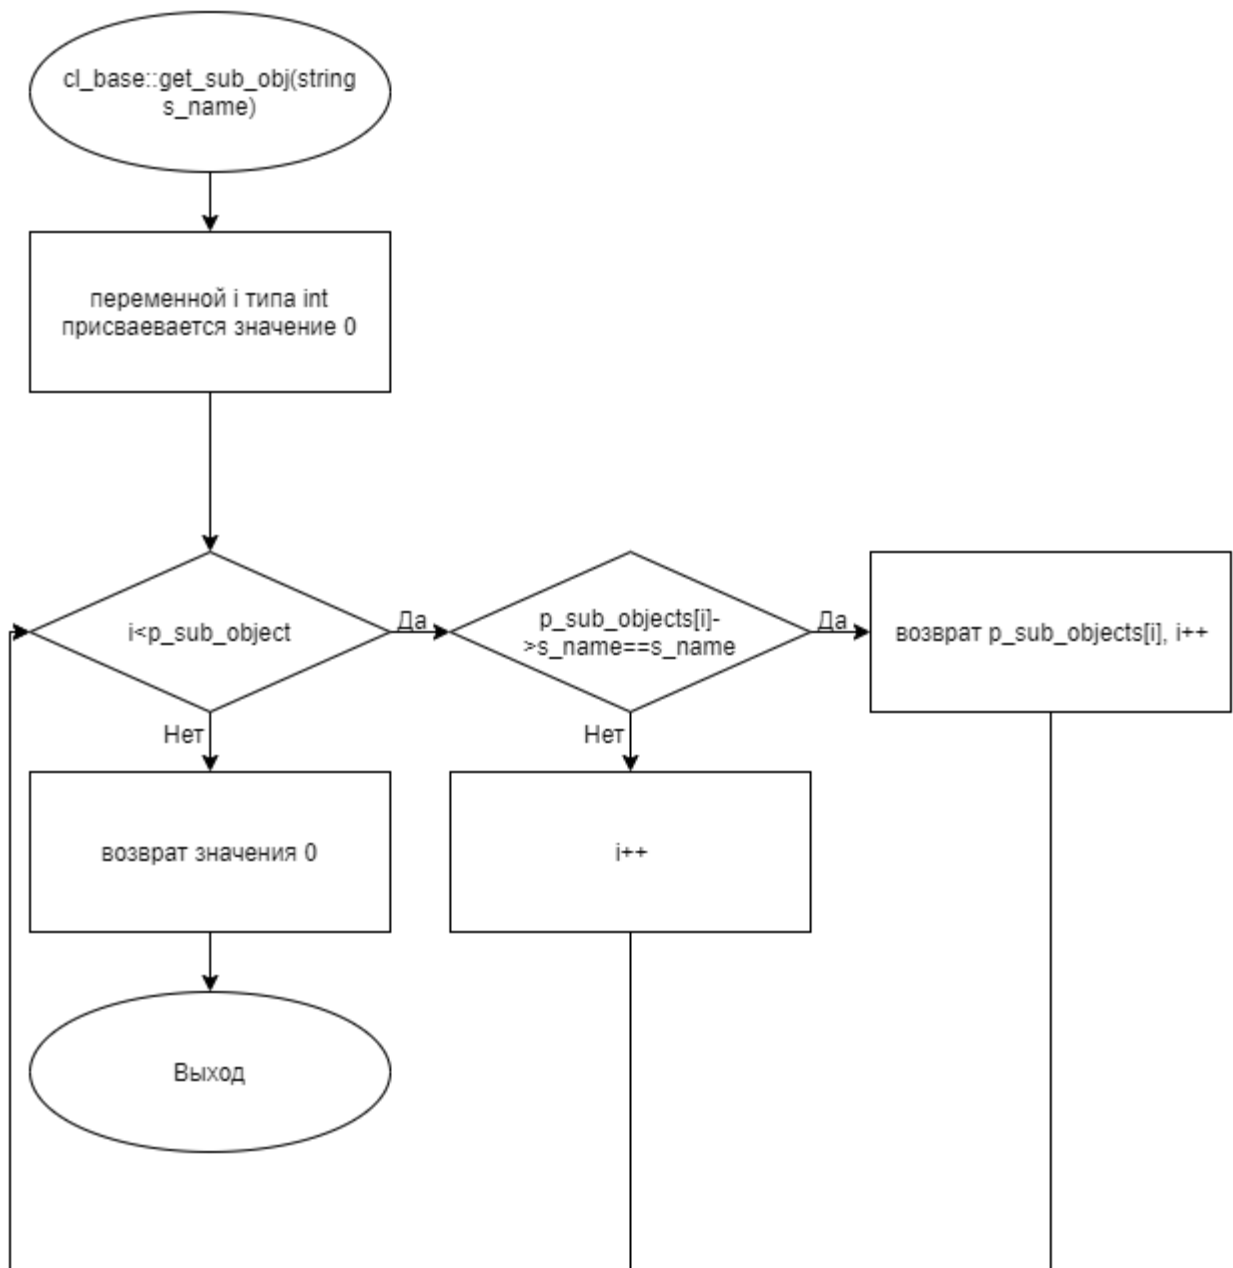 cl_base::get_sub_obj(string
s_name)
переменной i типа int
присваевается значение 0
i<p_sub_object
Да
p_sub_objects[i]-
>s_name==s_name
Да
возврат p_sub_objects[i], i++
Нет
Нет
возврат значения 0
i++
Выход